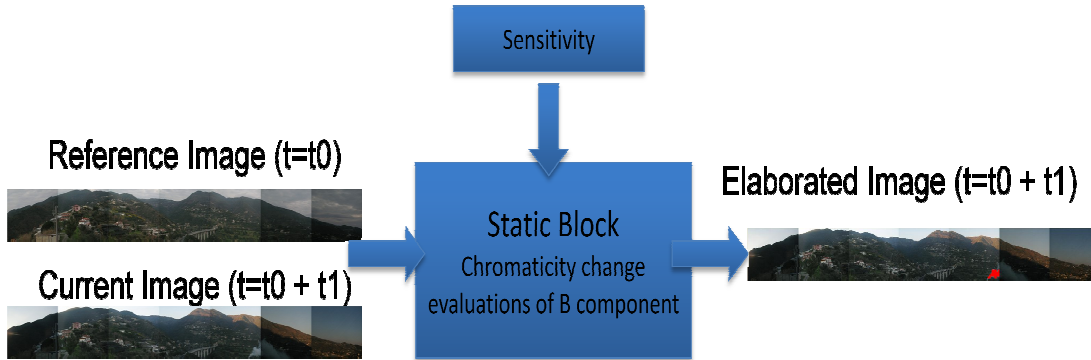 Sensitivity
Reference Image (t=t0)
Current Image (t=t0 + t1)
Static Block
Chromaticity change
evaluations of B component
Elaborated Image (t=t0 + t1)